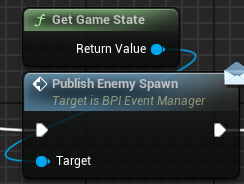 Get Game State
Return Value
Publish Enemy Spawn
Target is BPI Event Manager
Target